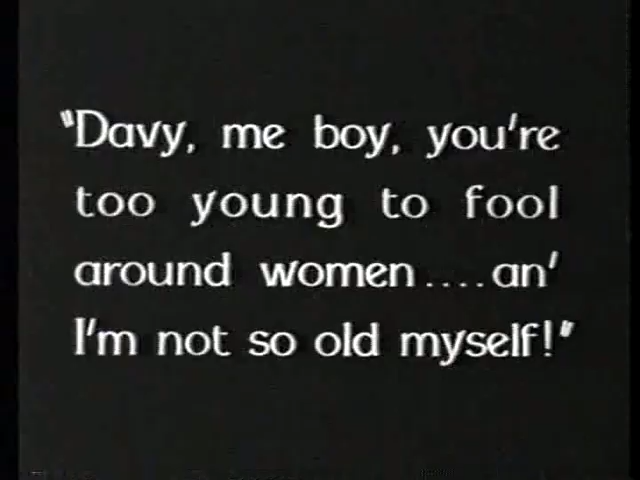 "Davy, me boy, you're
too young to fool
around women....an'
I'm not so old myself!"